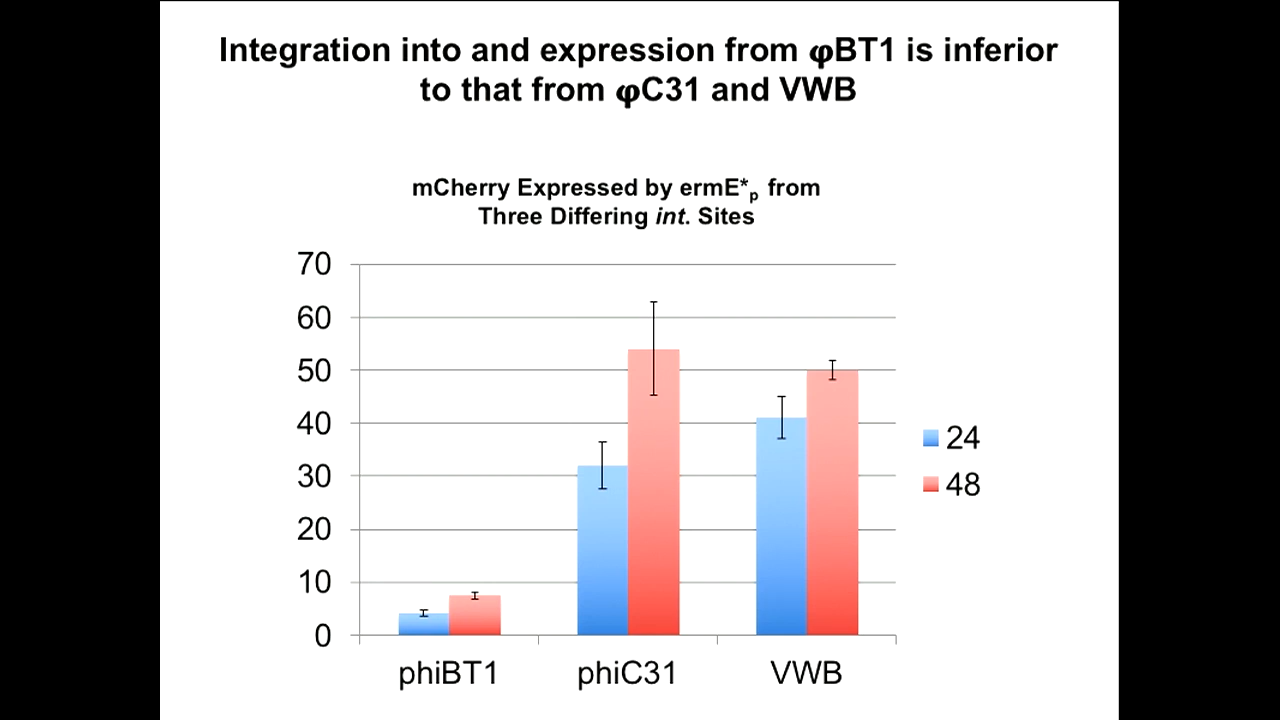 Integration into and expression from φBT1 is inferior
to that from φC31 and VWB
mCherry Expressed by ermE*p from
Three Differing int. Sites
70
60
50
40
30
20
10
0
phiBT1 phiC31 VWB
24
48